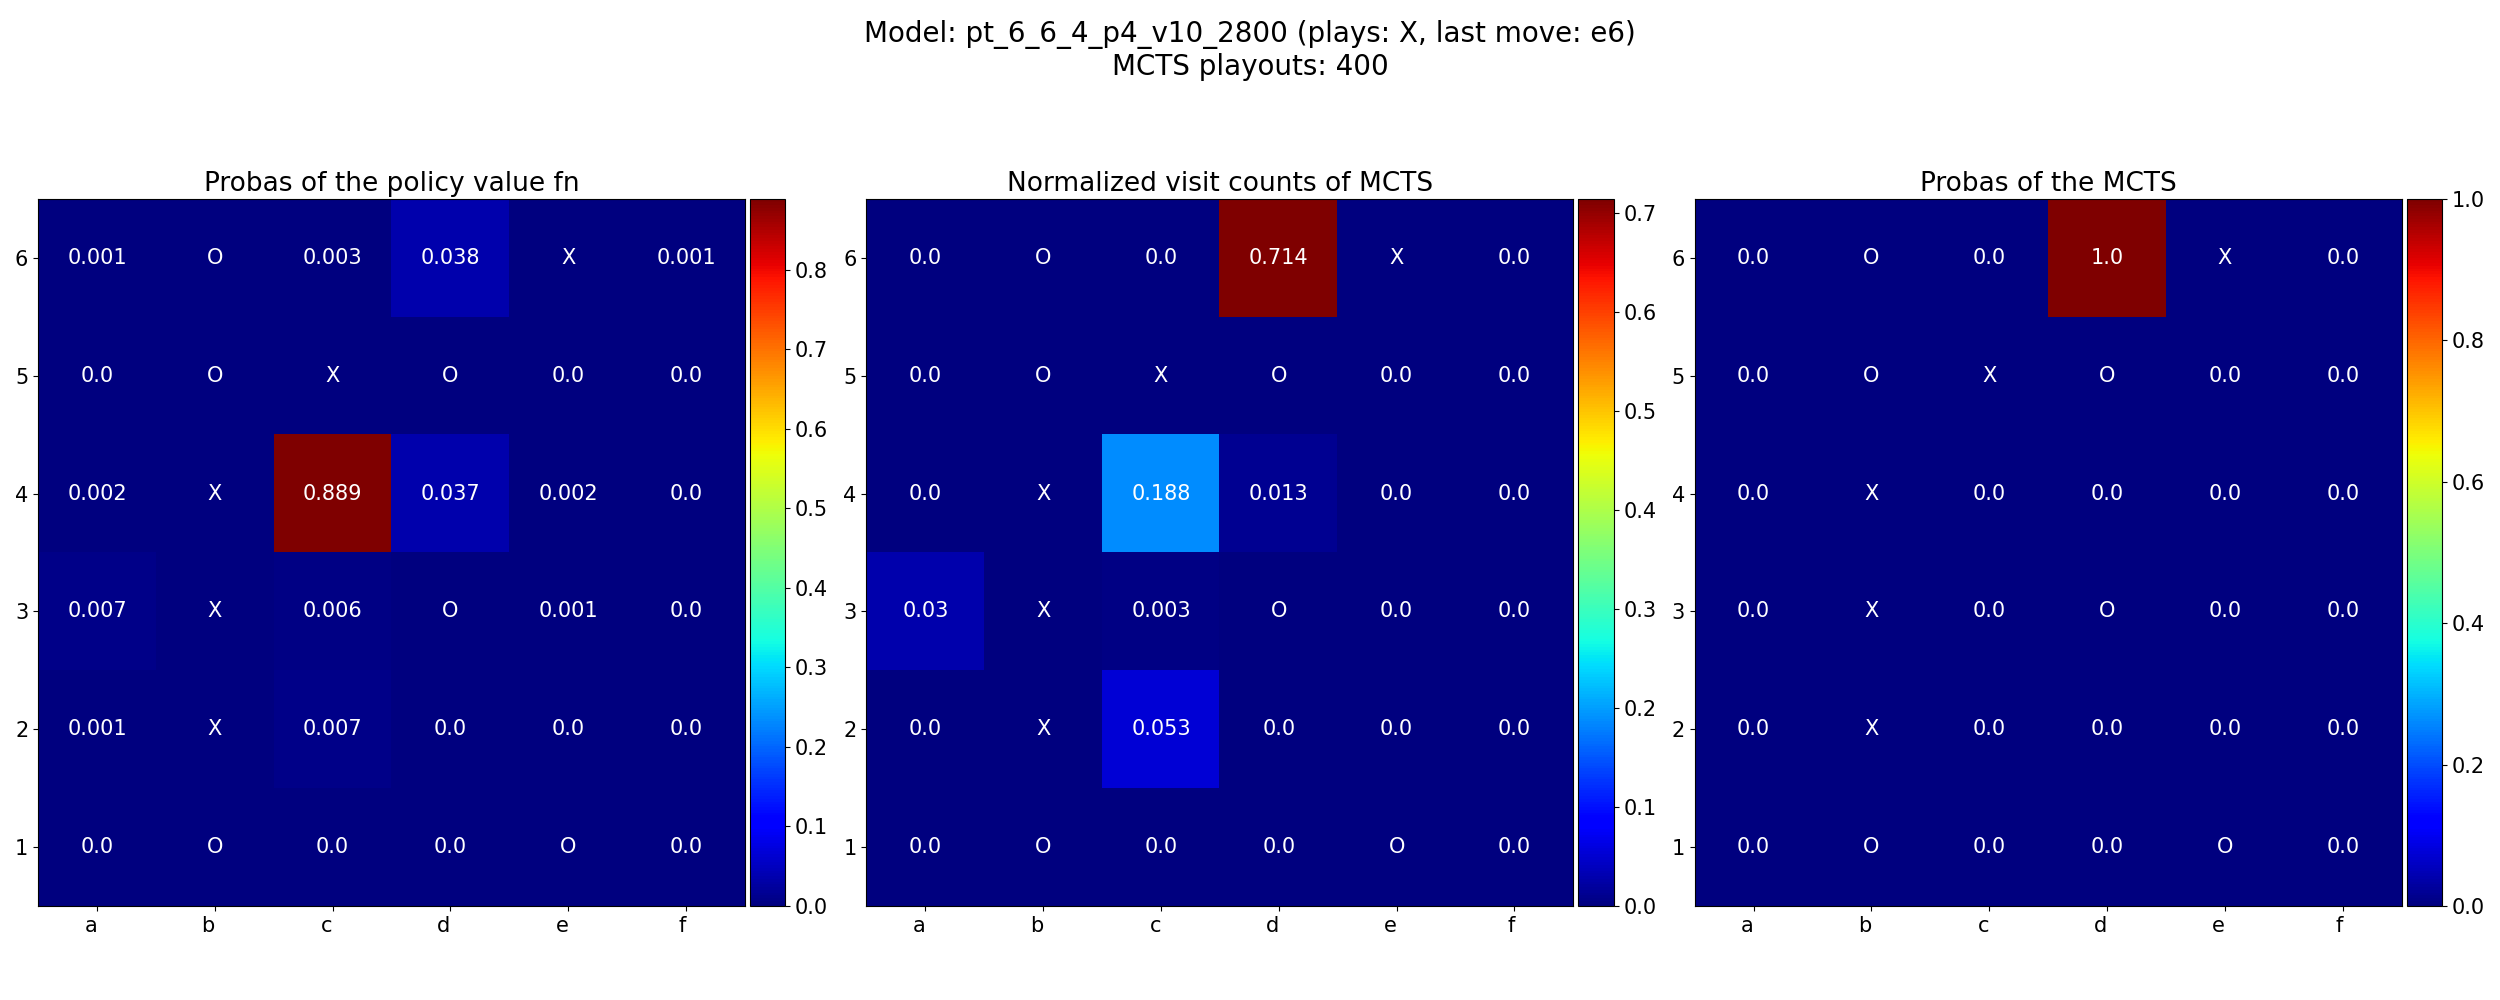 Model: pt_6_6_4_p4_v10_2800 (plays: X, last move: e6)
MCTS playouts: 400
Probas of the policy value fn
6 0.001 O 0.003 0.038 X 0.001
5 0.0 O X O 0.0 0.0
4 0.002 X 0.889 0.037 0.002 0.0
3 0.007 X 0.006 O 0.001 0.0
2 0.001 X 0.007 0.0 0.0 0.0
1 0.0 O 0.0 0.0 O 0.0
a b c d e f
0.8
0.7
0.6
0.5
0.4
0.3
0.2
0.1
0.0
Normalized visit counts of MCTS
6 0.0 O 0.0 0.714 X 0.0
5 0.0 O X O 0.0 0.0
4 0.0 X 0.188 0.013 0.0 0.0
3 0.03 X 0.003 O 0.0 0.0
2 0.0 X 0.053 0.0 0.0 0.0
1 0.0 O 0.0 0.0 O 0.0
a b c d e f
0.7
0.6
0.5
0.4
0.3
0.2
0.1
0.0
Probas of the MCTS
6 0.0 O 0.0 1.0 X 0.0
5 0.0 O X O 0.0 0.0
4 0.0 X 0.0 0.0 0.0 0.0
3 0.0 X 0.0 O 0.0 0.0
2 0.0 X 0.0 0.0 0.0 0.0
1 0.0 O 0.0 0.0 O 0.0
a b c d e f
1.0
0.8
0.6
0.4
0.2
0.0